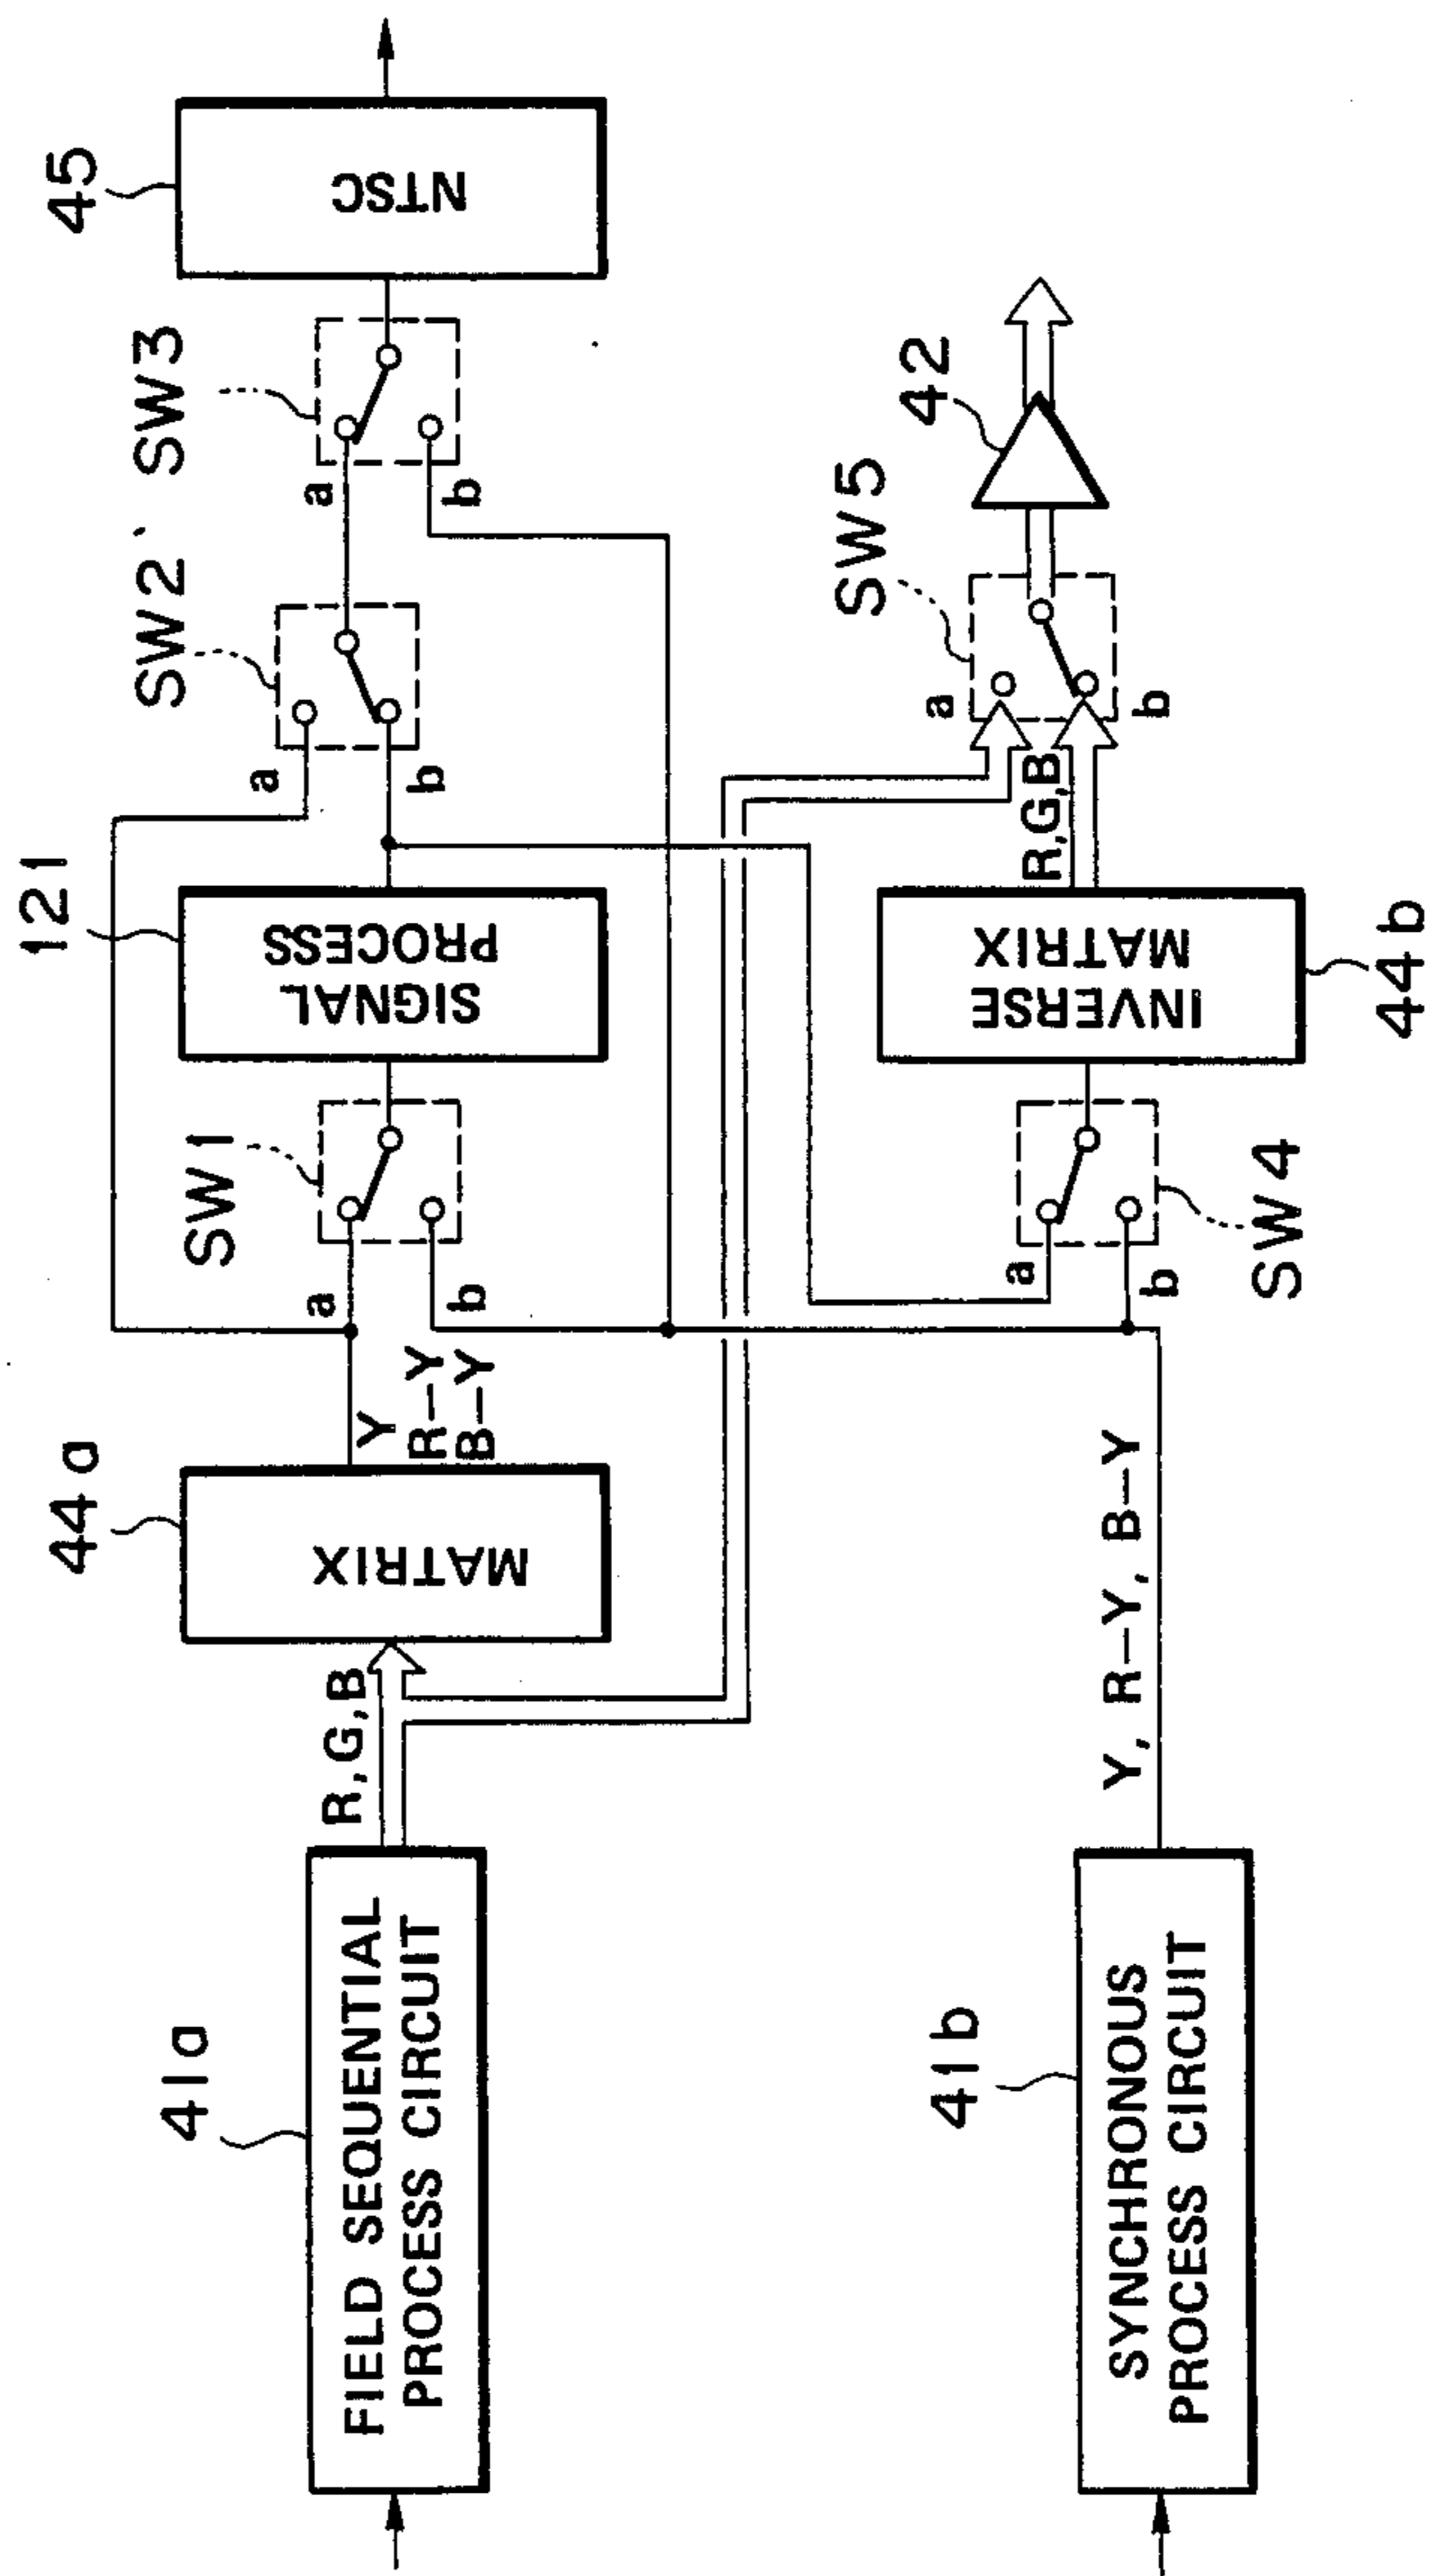 41a
FIELD SEQUENTIAL
PROCESS CIRCUIT
R,G,B
44a
MATRIX
Y
R-Y
B-Y
SW1
a
b
121
SIGNAL
PROCESS
SW2
a
b
SW3
a
b
45
NTSC
41b
SYNCHRONOUS
PROCESS CIRCUIT
Y, R-Y, B-Y
SW4
a
b
44b
INVERSE
MATRIX
R,G,B
SW5
a
b
42